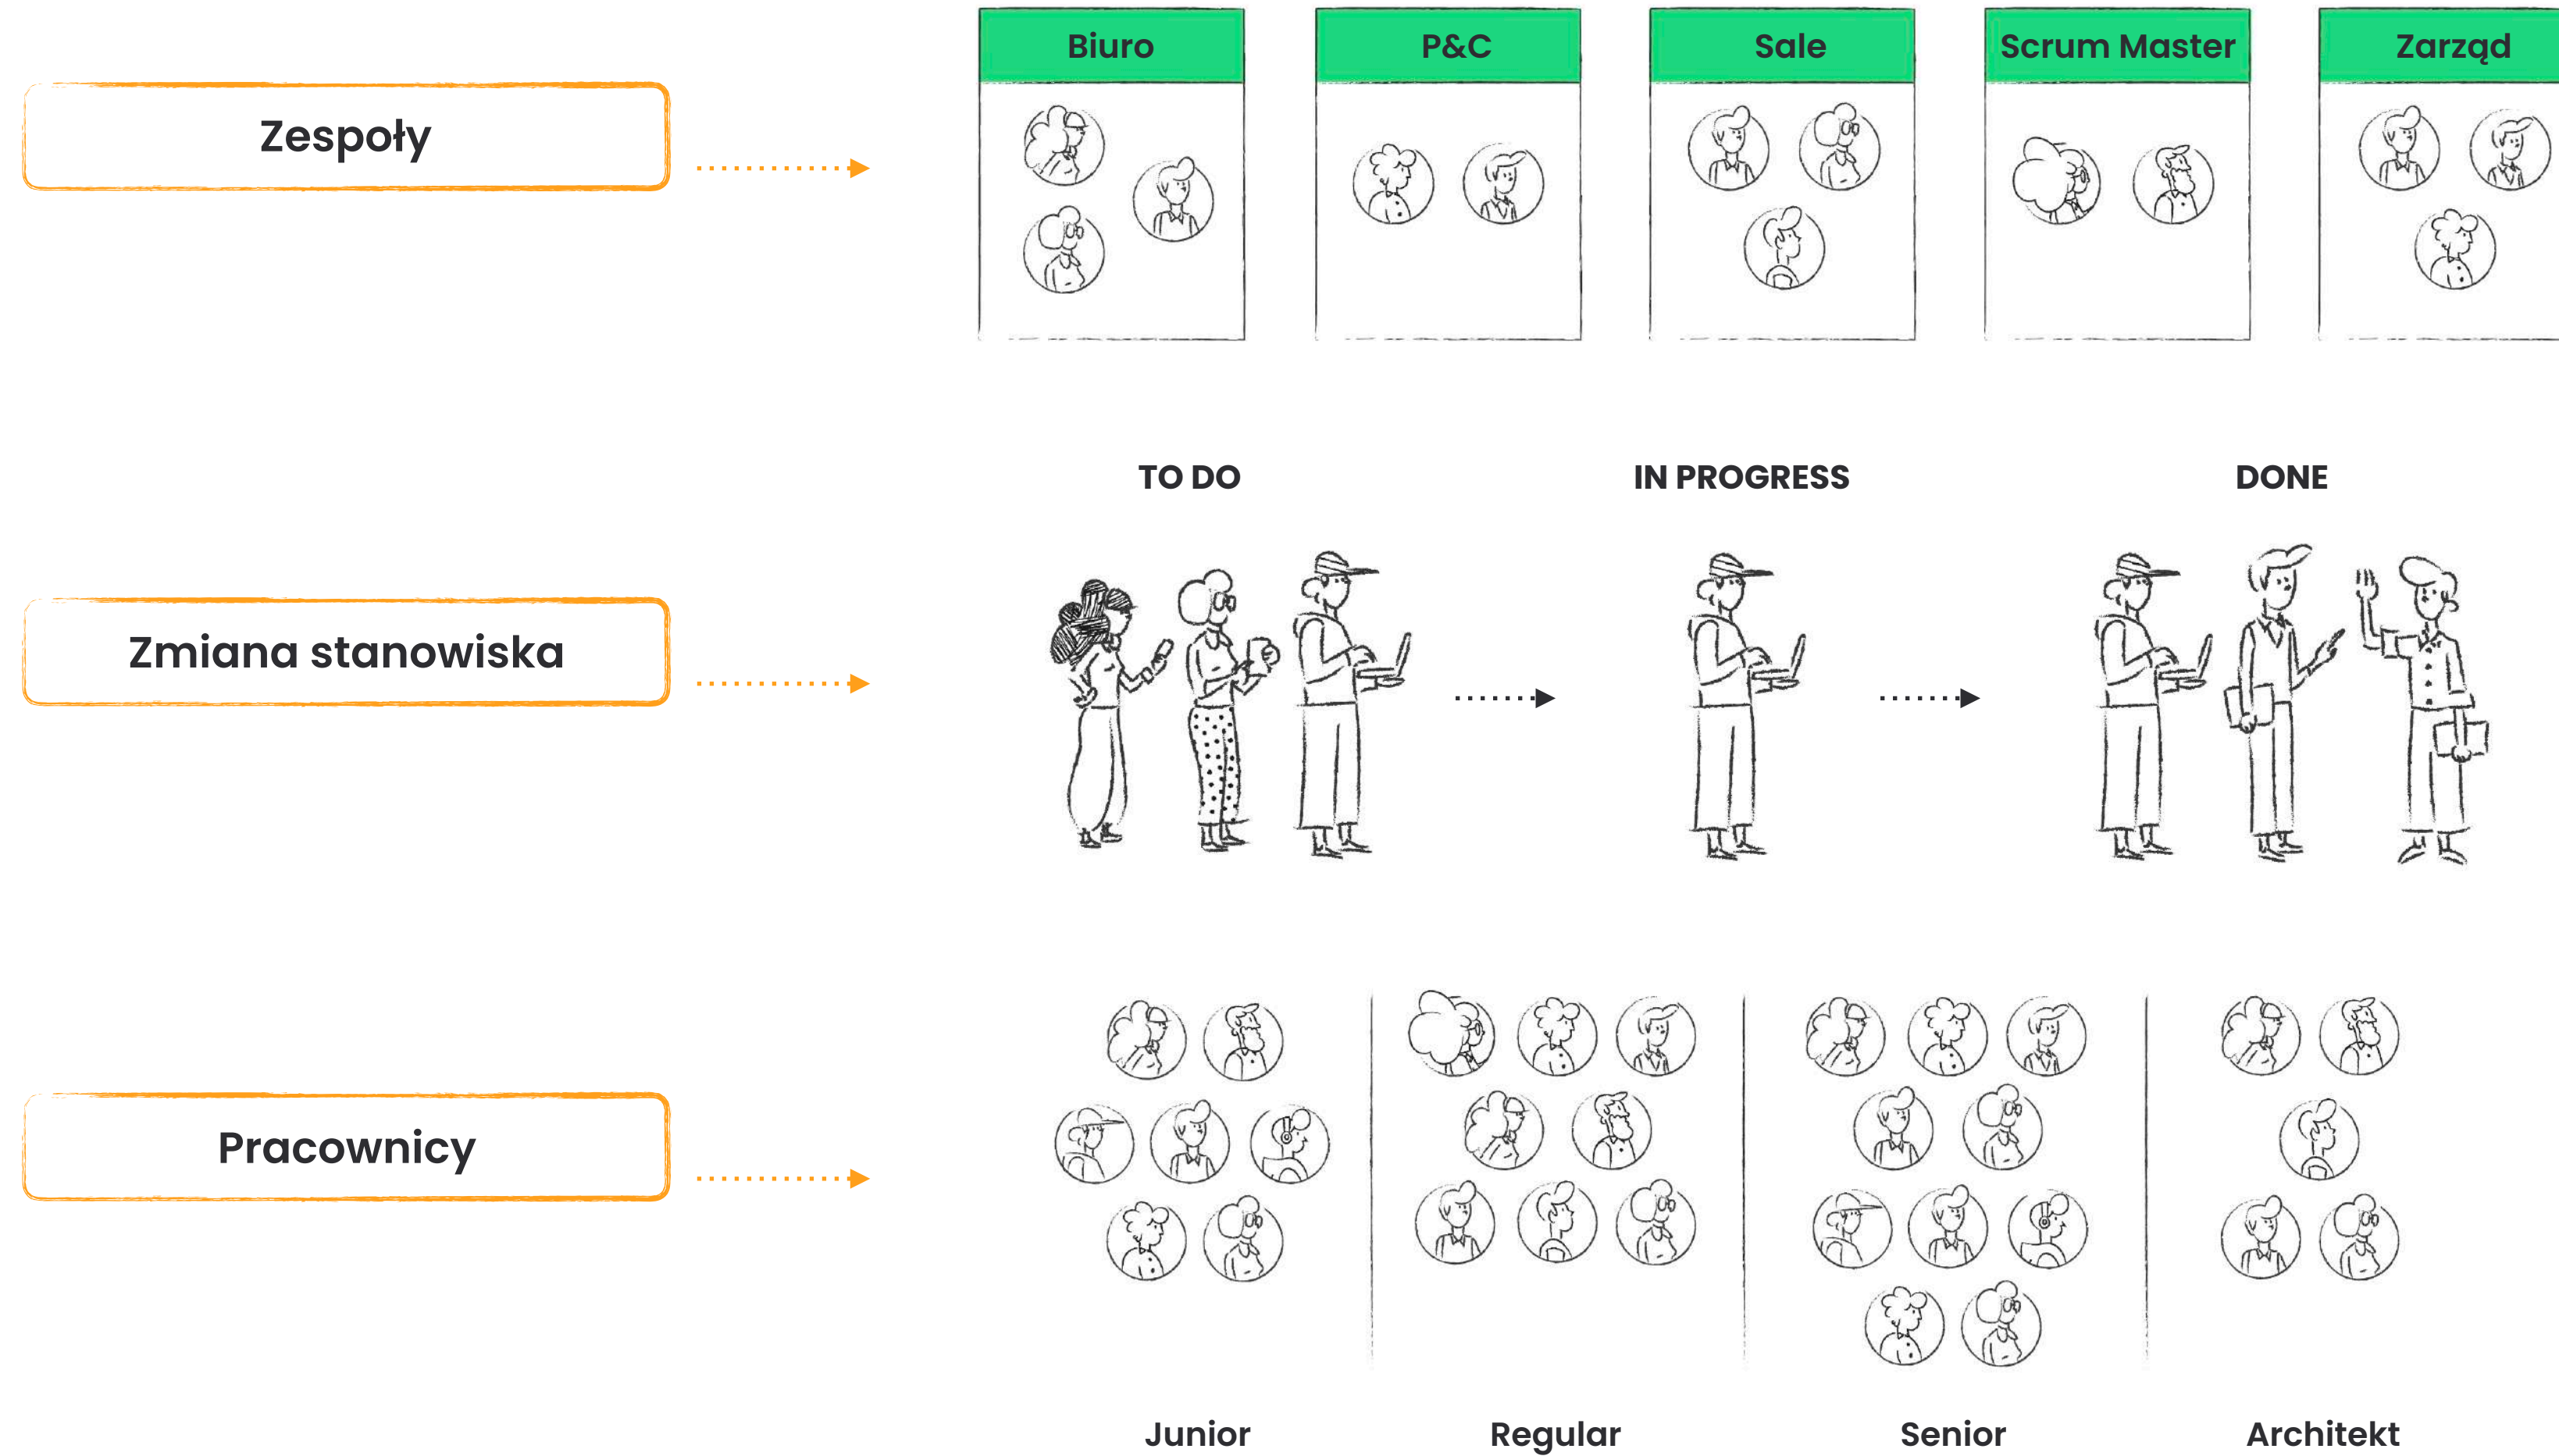 Zespoły
Biuro
P&C
Sale
Scrum Master
Zarząd
Zmiana stanowiska
TO DO
IN PROGRESS
DONE
Pracownicy
Junior
Regular
Senior
Architekt